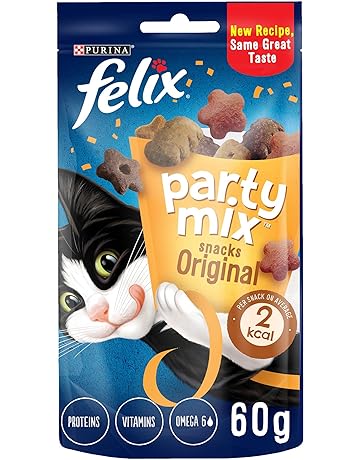 PURINA
felix
New Recipe,
Same Great
Taste
party
mix™
snacks
Original
PER SNACK ON AVERAGE
2
kcal
PROTEINS
VITAMINS
OMEGA 6
60g